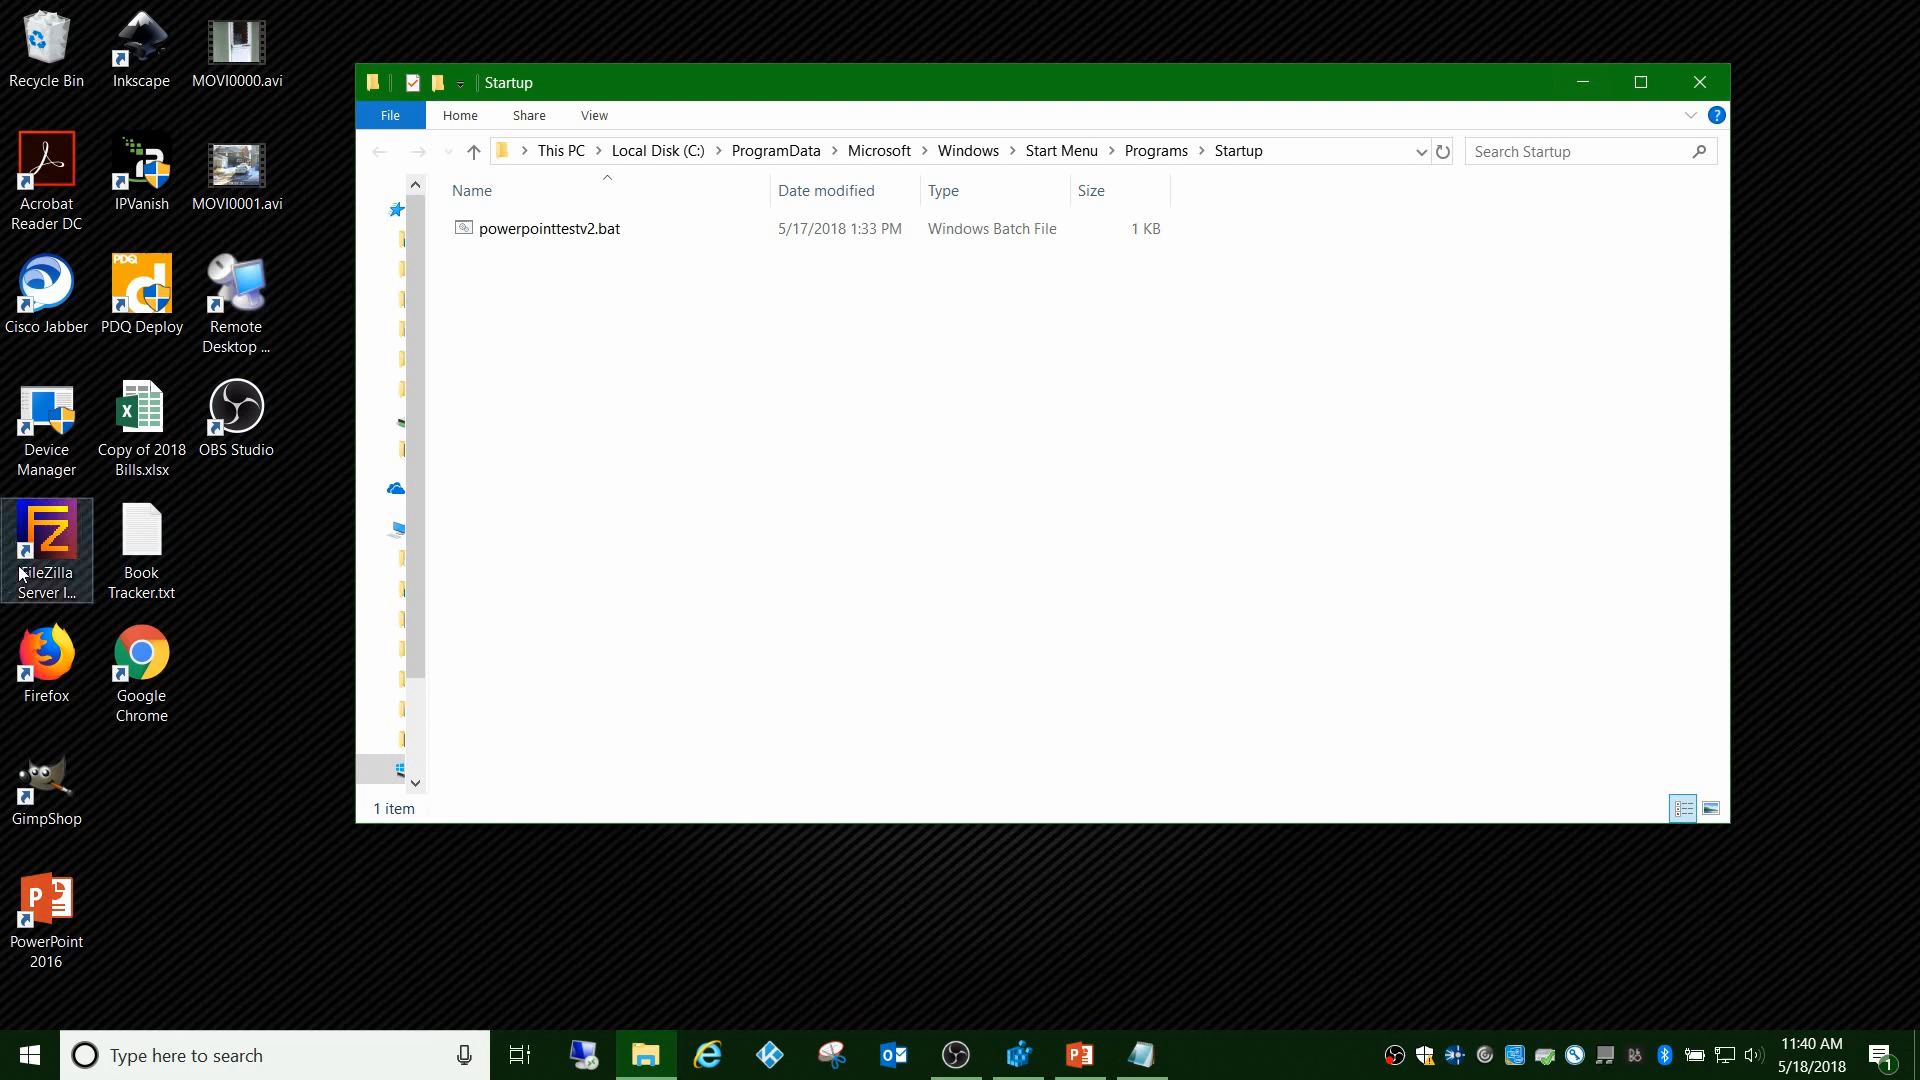 Recycle Bin
Inkscape
MOVI0000.avi
Acrobat
Reader DC
IPVanish
MOVI0001.avi
Cisco Jabber
PDQ
PDQ Deploy
Remote
Desktop ...
Device
Manager
Copy of 2018
Bills.xlsx
OBS Studio
FileZilla
Server I...
Book
Tracker.txt
Firefox
Google
Chrome
GimpShop
PowerPoint
2016
Startup
File
Home
Share
View
This PC
Local Disk (C:)
ProgramData
Microsoft
Windows
Start Menu
Programs
Startup
Search Startup
Name
Date modified
Type
Size
powerpointtestv2.bat
5/17/2018 1:33 PM
Windows Batch File
1 KB
1 item
Type here to search
11:40 AM
5/18/2018
1